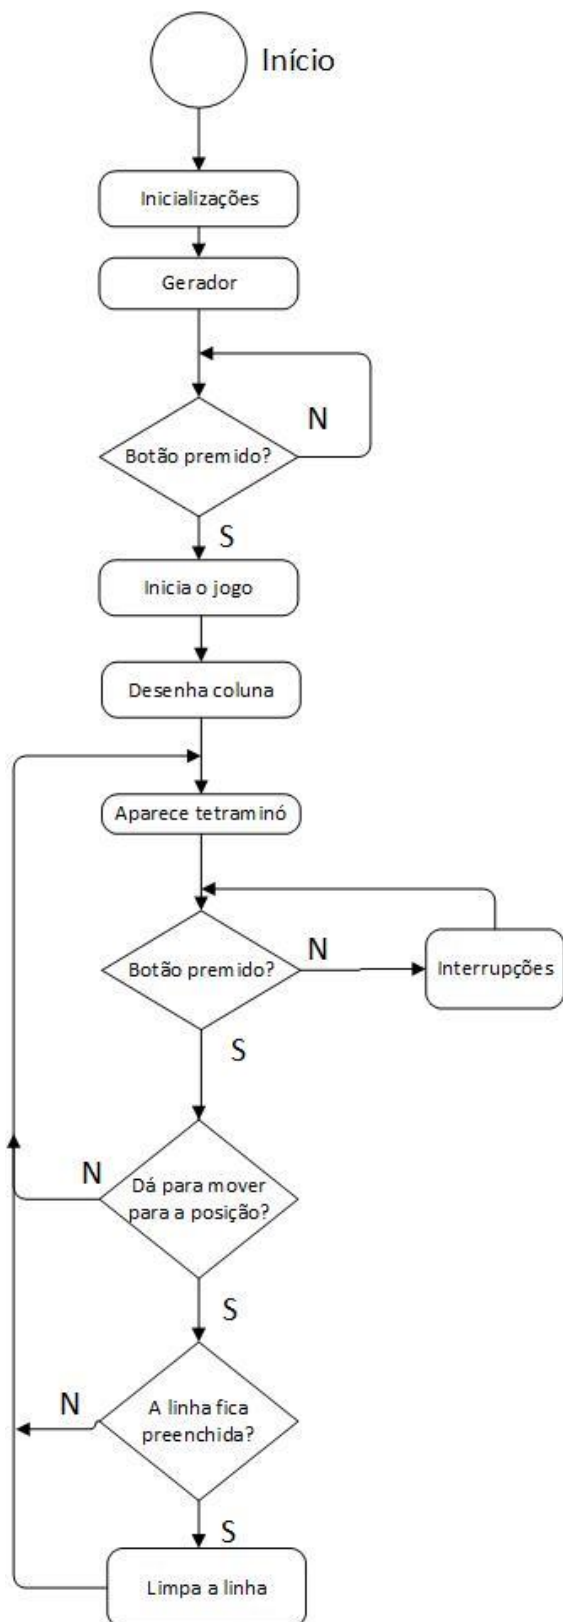 Início
Inicializações
Gerador
N
Botão premido?
S
Inicia o jogo
Desenha coluna
Aparece tetraminó
N
Botão premido?
Interrupções
S
N
Dá para mover
para a posição?
S
N
A linha fica
preenchida?
S
Limpa a linha